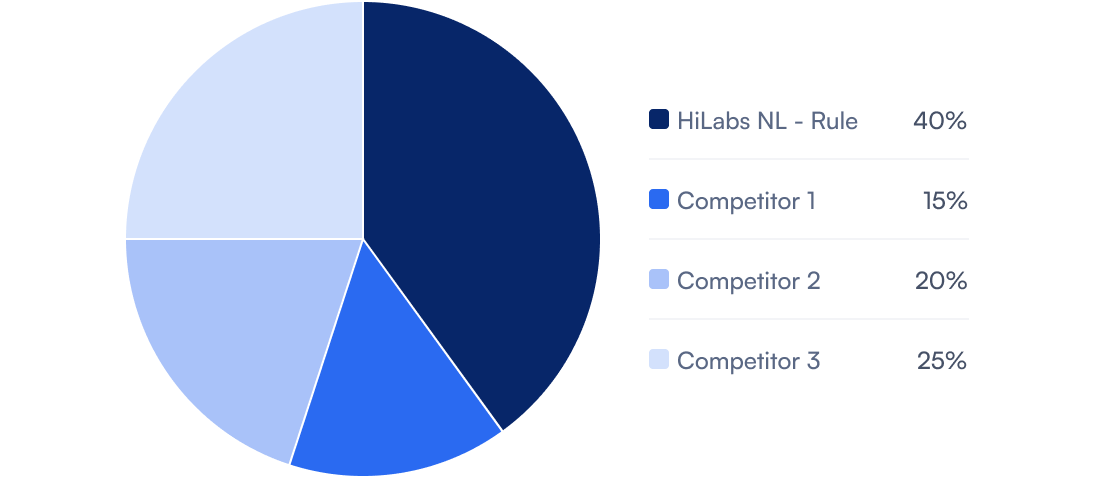 HiLabs NL - Rule 40%
Competitor 1 15%
Competitor 2 20%
Competitor 3 25%